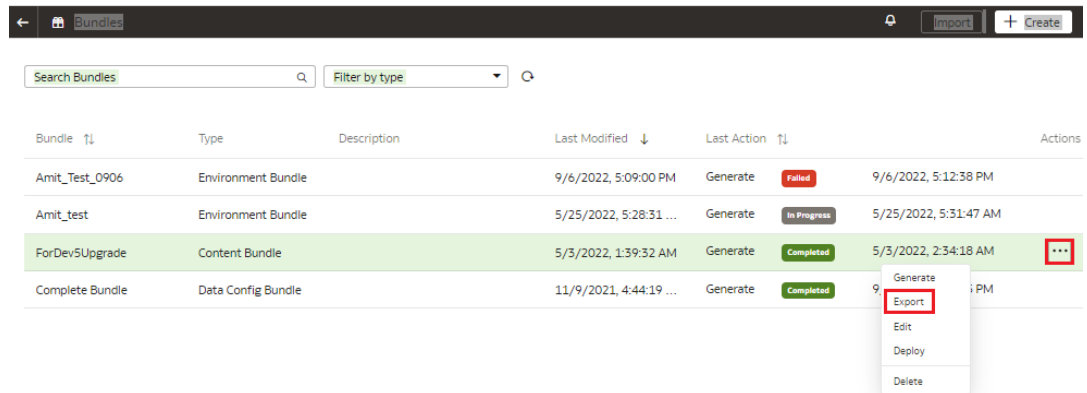 Bundles Import + Create
Search Bundles Filter by type
Bundle Type Description Last Modified Last Action Actions
Amit_Test_0906 Environment Bundle 9/6/2022, 5:09:00 PM Generate Failed 9/6/2022, 5:12:38 PM
Amit_test Environment Bundle 5/25/2022, 5:28:31 ... Generate In Progress 5/25/2022, 5:31:47 AM
ForDev5Upgrade Content Bundle 5/3/2022, 1:39:32 AM Generate Completed 5/3/2022, 2:34:18 AM
Complete Bundle Data Config Bundle 11/9/2021, 4:44:19 ... Generate Completed 9 PM
Generate
Export
Edit
Deploy
Delete